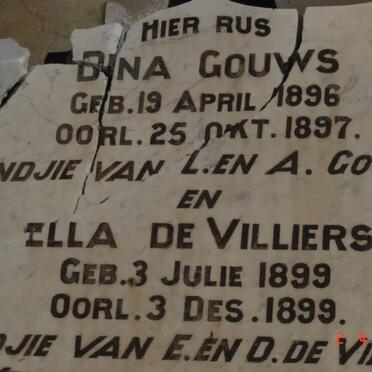 HIER RUS
DINA GOUWS
GEB. 19 APRIL 1896
OORL. 25 OKT. 1897.
NDJIE VAN L. EN A. GO
EN
ILLA DE VILLIERS
GEB. 3 JULIE 1899
OORL. 3 DES. 1899.
DJIE VAN E. EN D. DE VI